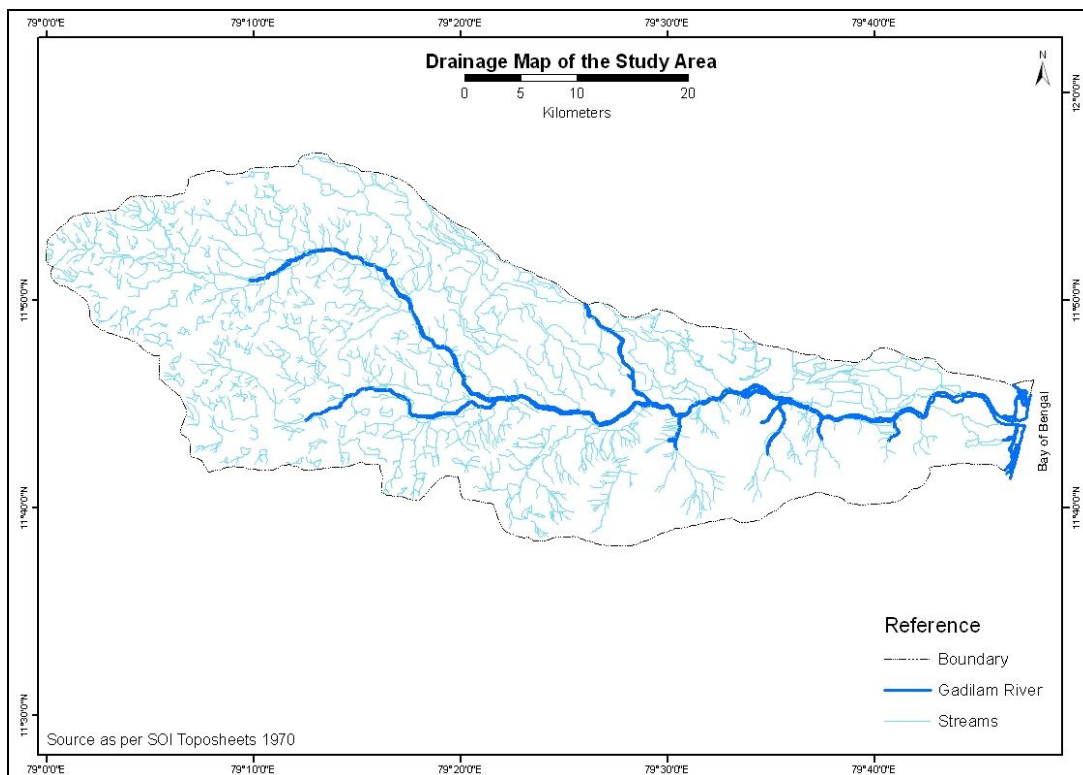 79°0'0"E 79°10'0"E 79°20'0"E 79°30'0"E 79°40'0"E
Drainage Map of the Study Area
0 5 10 20
Kilometers
N
12°0'0"N
11°50'0"N
11°50'0"N
Bay of Bengal
11°40'0"N
11°40'0"N
Reference
Boundary
Gadilam River
Streams
11°30'0"N
11°30'0"N
Source as per SOI Toposheets 1970
79°0'0"E 79°10'0"E 79°20'0"E 79°30'0"E 79°40'0"E